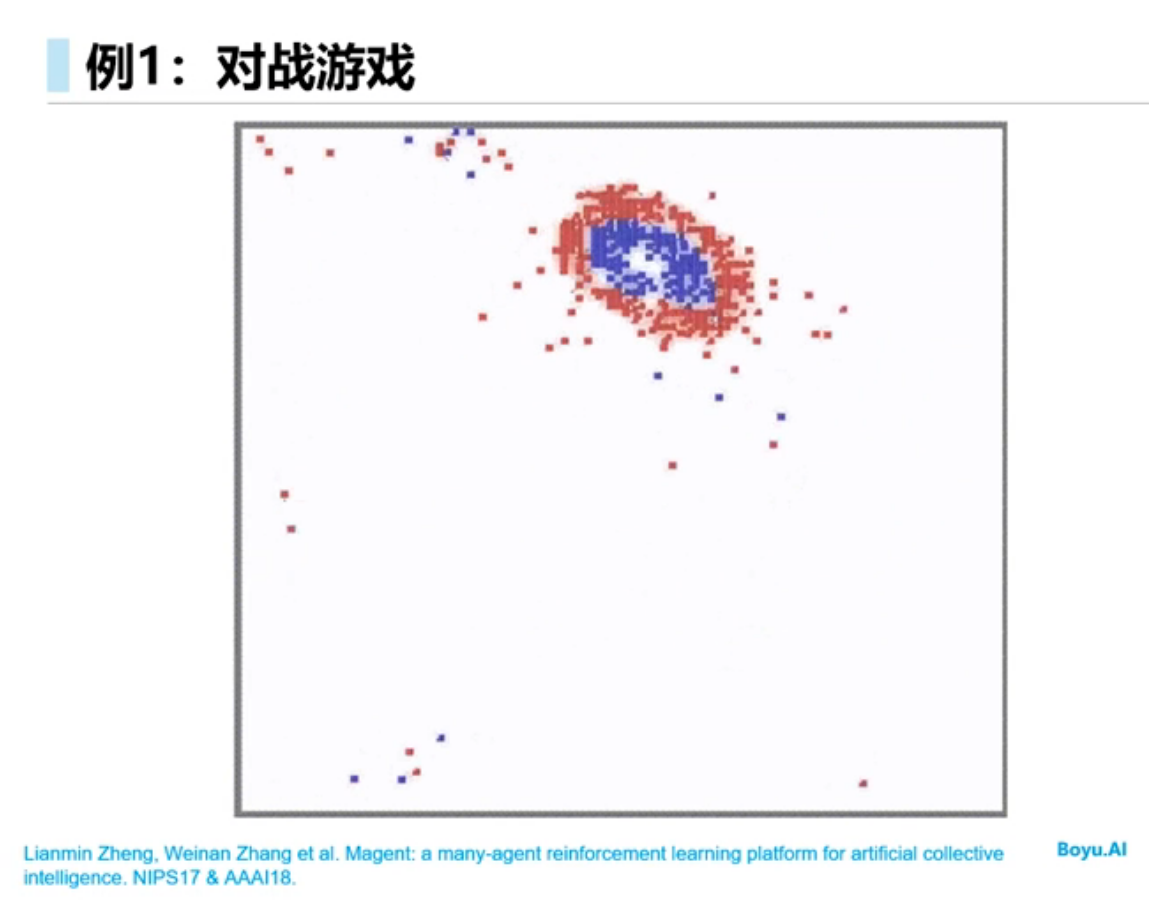 例1：对战游戏
Lianmin Zheng, Weinan Zhang et al. Magent: a many-agent reinforcement learning platform for artificial collective
intelligence. NIPS17 & AAAI18.
Boyu.AI